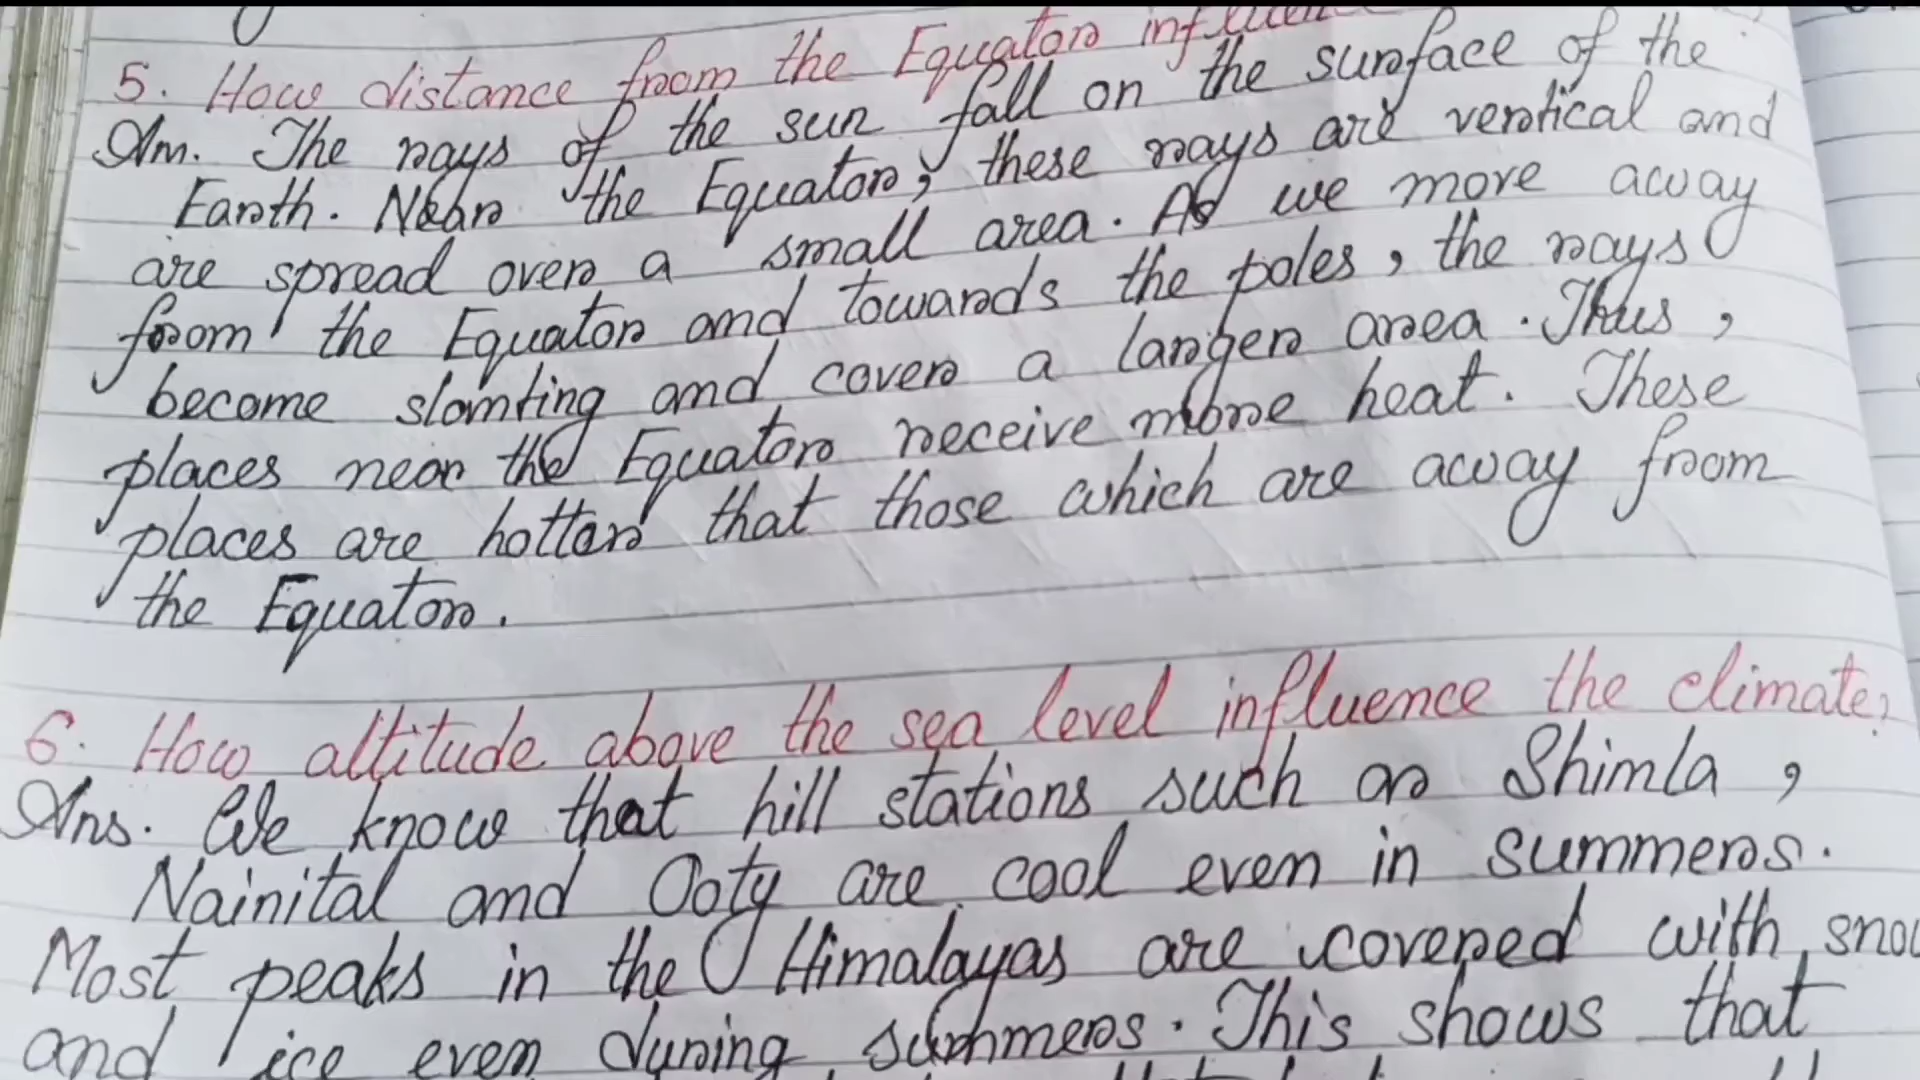 5. How distance from the Equator influence
Ans. The rays of the sun fall on the surface of the
Earth. Near the Equator, these rays are vertical and
are spread over a small area. As we more away
from the Equator and towards the poles, the rays
become slanting and cover a larger area. Thus,
places near the Equator receive more heat. These
places are hotter that those which are away from
the Equator.
6. How altitude above the sea level influence the climate?
Ans. We know that hill stations such as Shimla,
Nainital and Ooty are cool even in summers.
Most peaks in the Himalayas are covered with snow
and ice even during summers. This shows that